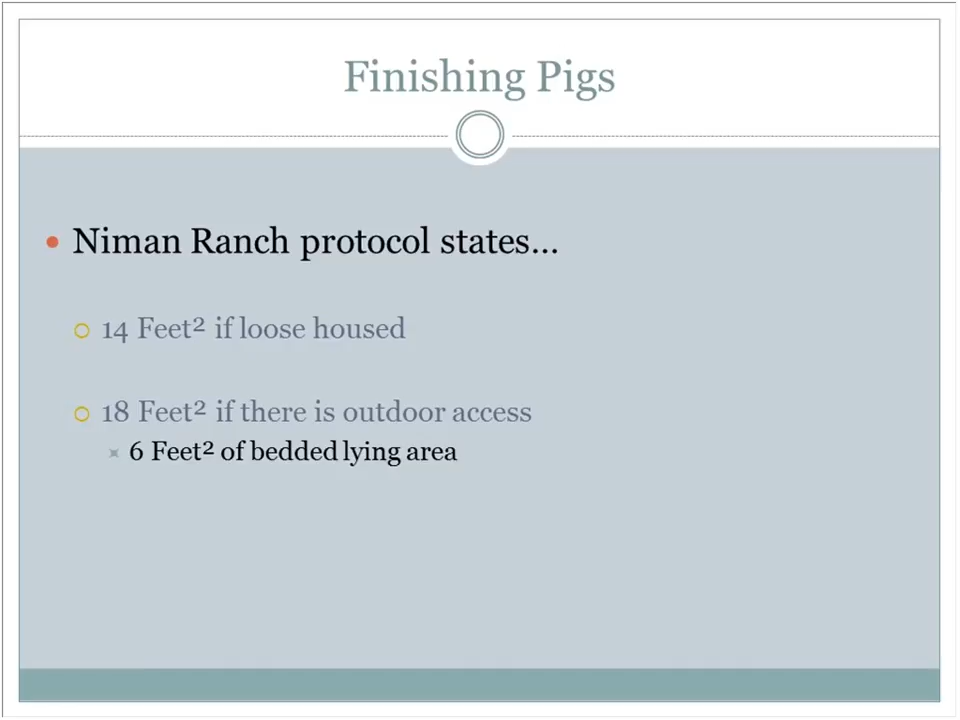 Finishing Pigs
Niman Ranch protocol states...
14 Feet² if loose housed
18 Feet² if there is outdoor access
6 Feet² of bedded lying area